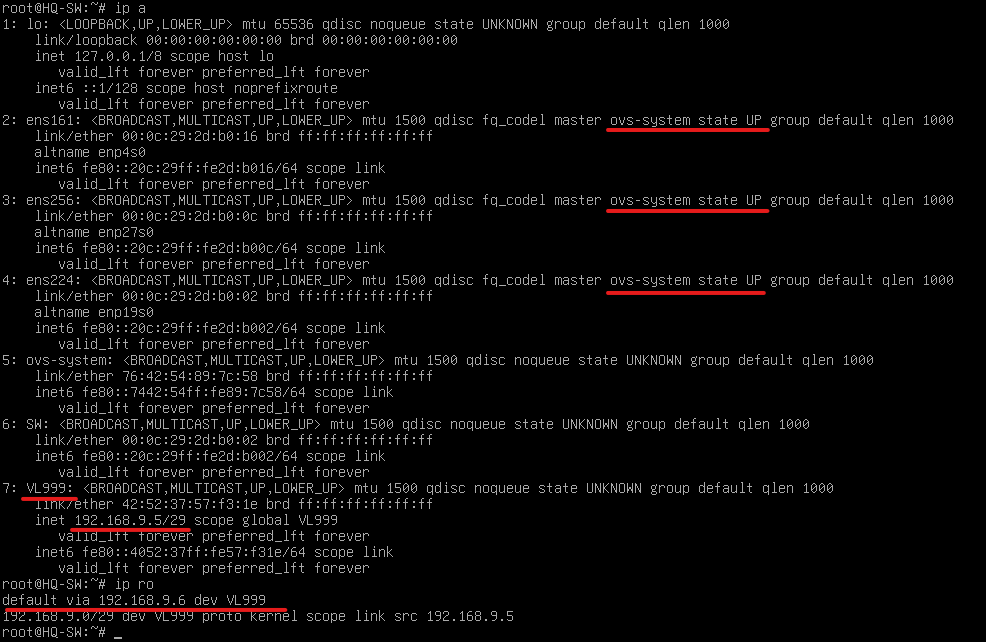 root@HQ-SW:~# ip a
1: lo: <LOOPBACK,UP,LOWER_UP> mtu 65536 qdisc noqueue state UNKNOWN group default qlen 1000
link/loopback 00:00:00:00:00:00 brd 00:00:00:00:00:00
inet 127.0.0.1/8 scope host lo
valid_lft forever preferred_lft forever
inet6 ::1/128 scope host noprefixroute
valid_lft forever preferred_lft forever
2: ens161: <BROADCAST,MULTICAST,UP,LOWER_UP> mtu 1500 qdisc fq_codel master ovs-system state UP group default qlen 1000
link/ether 00:0c:29:2d:b0:16 brd ff:ff:ff:ff:ff:ff
altname enp4s0
inet6 fe80::20c:29ff:fe2d:b016/64 scope link
valid_lft forever preferred_lft forever
3: ens256: <BROADCAST,MULTICAST,UP,LOWER_UP> mtu 1500 qdisc fq_codel master ovs-system state UP group default qlen 1000
link/ether 00:0c:29:2d:b0:0c brd ff:ff:ff:ff:ff:ff
altname enp27s0
inet6 fe80::20c:29ff:fe2d:b00c/64 scope link
valid_lft forever preferred_lft forever
4: ens224: <BROADCAST,MULTICAST,UP,LOWER_UP> mtu 1500 qdisc fq_codel master ovs-system state UP group default qlen 1000
link/ether 00:0c:29:2d:b0:02 brd ff:ff:ff:ff:ff:ff
altname enp19s0
inet6 fe80::20c:29ff:fe2d:b002/64 scope link
valid_lft forever preferred_lft forever
5: ovs-system: <BROADCAST,MULTICAST,UP,LOWER_UP> mtu 1500 qdisc noqueue state UNKNOWN group default qlen 1000
link/ether 76:42:54:89:7c:58 brd ff:ff:ff:ff:ff:ff
inet6 fe80::7442:54ff:fe89:7c58/64 scope link
valid_lft forever preferred_lft forever
6: SW: <BROADCAST,MULTICAST,UP,LOWER_UP> mtu 1500 qdisc noqueue state UNKNOWN group default qlen 1000
link/ether 00:0c:29:2d:b0:02 brd ff:ff:ff:ff:ff:ff
inet6 fe80::20c:29ff:fe2d:b002/64 scope link
valid_lft forever preferred_lft forever
7: VL999: <BROADCAST,MULTICAST,UP,LOWER_UP> mtu 1500 qdisc noqueue state UNKNOWN group default qlen 1000
link/ether 42:52:37:57:f3:1e brd ff:ff:ff:ff:ff:ff
inet 192.168.9.5/29 scope global VL999
valid_lft forever preferred_lft forever
inet6 fe80::4052:37ff:fe57:f31e/64 scope link
valid_lft forever preferred_lft forever
root@HQ-SW:~# ip ro
default via 192.168.9.6 dev VL999
192.168.9.0/29 dev VL999 proto kernel scope link src 192.168.9.5
root@HQ-SW:~# _